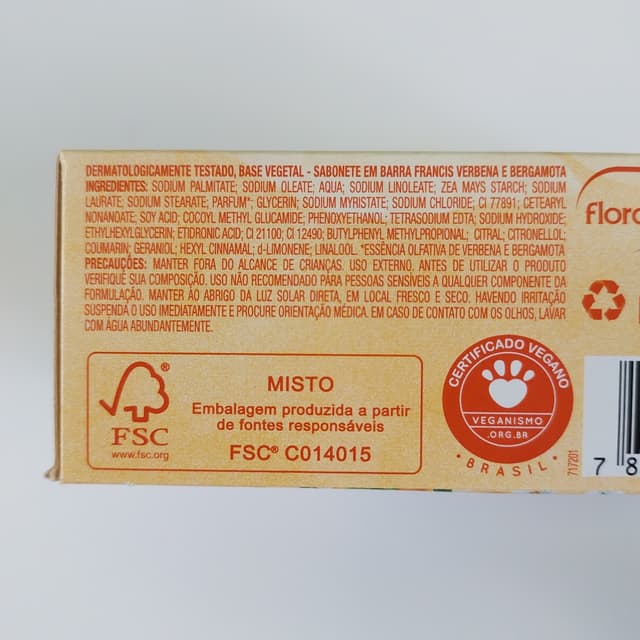 DERMATOLOGICAMENTE TESTADO, BASE VEGETAL - SABONETE EM BARRA FRANCIS VERBENA E BERGAMOTA
INGREDIENTES: SODIUM PALMITATE; SODIUM OLEATE; AQUA; SODIUM LINOLEATE; ZEA MAYS STARCH; SODIUM
LAURATE; SODIUM STEARATE; PARFUM*; GLYCERIN; SODIUM MYRISTATE; SODIUM CHLORIDE; CI 77891; CETEARYL
NONANOATE; SOY ACID; COCOYL METHYL GLUCAMIDE; PHENOXYETHANOL; TETRASODIUM EDTA; SODIUM HYDROXIDE;
ETHYLHEXYLGLYCERIN; ETIDRONIC ACID; CI 21100; CI 12490; BUTYLPHENYL METHYLPROPIONAL; CITRAL; CITRONELLOL;
COUMARIN; GERANIOL; HEXYL CINNAMAL; d-LIMONENE; LINALOOL. *ESSÊNCIA OLFATIVA DE VERBENA E BERGAMOTA
PRECAUÇÕES: MANTER FORA DO ALCANCE DE CRIANÇAS. USO EXTERNO. ANTES DE UTILIZAR O PRODUTO
VERIFIQUE SUA COMPOSIÇÃO. USO NÃO RECOMENDADO PARA PESSOAS SENSÍVEIS A QUALQUER COMPONENTE DA
FORMULAÇÃO. MANTER AO ABRIGO DA LUZ SOLAR DIRETA, EM LOCAL FRESCO E SECO. HAVENDO IRRITAÇÃO
SUSPENDA O USO IMEDIATAMENTE E PROCURE ORIENTAÇÃO MÉDICA. EM CASO DE CONTATO COM OS OLHOS, LAVAR
COM ÁGUA ABUNDANTEMENTE.
®
FSC
www.fsc.org
MISTO
Embalagem produzida a partir
de fontes responsáveis
FSC® C014015
CERTIFICADO VEGANO
VEGANISMO
.ORG.BR
• BRASIL •
717201
flora
7 8